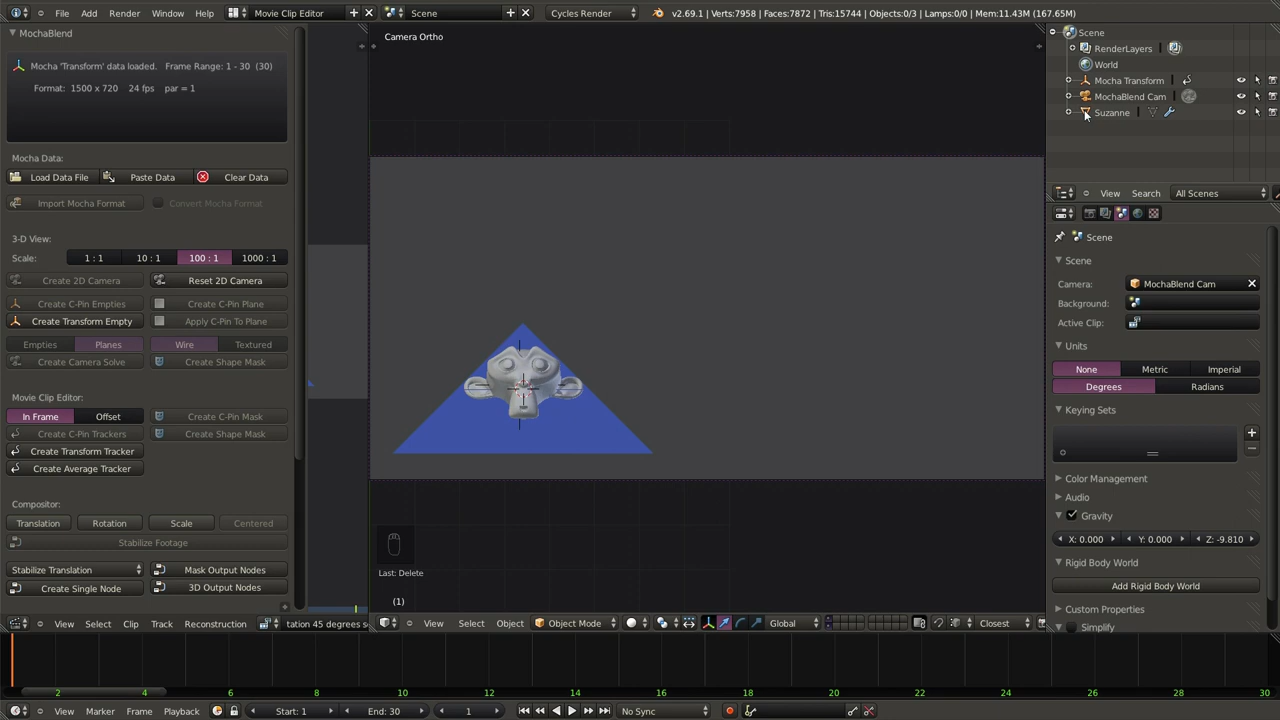 File
Add
Render
Window
Help
Movie Clip Editor
Scene
Cycles Render
v2.69.1 | Verts:7958 | Faces:7872 | Tris:15744 | Objects:0/3 | Lamps:0/0 | Mem:11.43M (167.65M)
MochaBlend
Mocha 'Transform' data loaded. Frame Range: 1 - 30 (30)
Format: 1500 x 720 24 fps par = 1
Mocha Data:
Load Data File
Paste Data
Clear Data
Import Mocha Format
Convert Mocha Format
3-D View:
Scale:
1 : 1
10 : 1
100 : 1
1000 : 1
Create 2D Camera
Reset 2D Camera
Create C-Pin Empties
Create C-Pin Plane
Create Transform Empty
Apply C-Pin To Plane
Empties
Planes
Wire
Textured
Create Camera Solve
Create Shape Mask
Movie Clip Editor:
In Frame
Offset
Create C-Pin Mask
Create C-Pin Trackers
Create Shape Mask
Create Transform Tracker
Create Average Tracker
Compositor:
Translation
Rotation
Scale
Centered
Stabilize Footage
Stabilize Translation
Mask Output Nodes
Create Single Node
3D Output Nodes
View
Select
Clip
Track
Reconstruction
tation 45 degrees s
Camera Ortho
Last: Delete
(1)
View
Select
Object
Object Mode
Global
Closest
Scene
RenderLayers
World
Mocha Transform
MochaBlend Cam
Suzanne
View
Search
All Scenes
Scene
Scene
Camera:
MochaBlend Cam
Background:
Active Clip:
Units
None
Metric
Imperial
Degrees
Radians
Keying Sets
Color Management
Audio
Gravity
X: 0.000
Y: 0.000
Z: -9.810
Rigid Body World
Add Rigid Body World
Custom Properties
Simplify
2
4
6
8
10
12
14
16
18
20
22
24
26
28
30
View
Marker
Frame
Playback
Start: 1
End: 30
1
No Sync